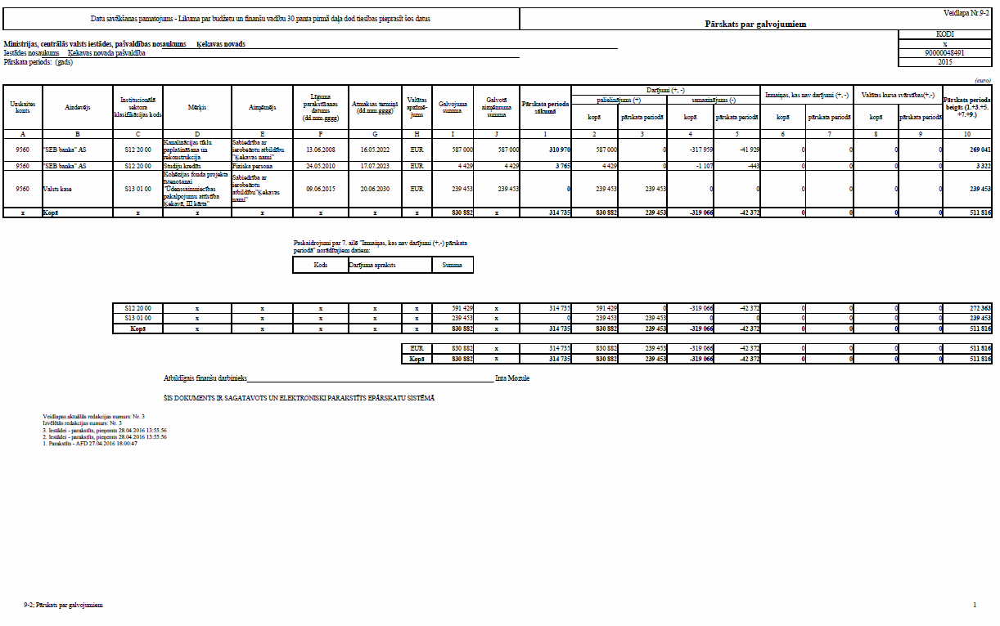 Datu savākšanas pamatojums - Likuma par budžetu un finanšu vadību 30.panta pirmā daļa dod tiesības pieprasīt šos datus
Veidlapa Nr.9-2
Pārskats par galvojumiem
KODI
Ministrijas, centrālās valsts iestādes, pašvaldības nosaukums Ķekavas novads x
Iestādes nosaukums Ķekavas novada pašvaldība 90000048491
Pārskata periods: (gads) 2015
(euro)
Uzskaites konts
Aizdevējs
Institucionālā sektora klasifikācijas kods
Mērķis
Aizņēmējs
Līguma parakstīšanas datums (dd.mm.gggg)
Atmaksas termiņš (dd.mm.gggg)
Valūtas apzīmē-jums
Galvojuma summa
Galvotā aizņēmuma summa
Pārskata perioda sākumā
Darījumi (+, -)
palielinājums (+)
samazinājums (-)
kopā pārskata periodā kopā pārskata periodā
Izmaiņas, kas nav darījumi (+, -)
kopā pārskata periodā
Valūtas kursa svārstības(+,-)
kopā pārskata periodā
Pārskata perioda beigās (1.+3.+5.+7.+9.)
A B C D E F G H I J 1 2 3 4 5 6 7 8 9 10
9560 "SEB banka" AS S12 20 00 Kanalizācijas tīklu paplašināšana un rekonstrukcija Sabiedrība ar ierobežotu atbildību "Ķekavas nami" 13.06.2008 16.05.2022 EUR 587 000 587 000 310 970 587 000 0 -317 959 -41 929 0 0 0 0 269 041
9560 "SEB banka" AS S12 20 00 Studiju kredīts Fiziska persona 24.05.2010 17.07.2023 EUR 4 429 4 429 3 765 4 429 0 -1 107 -443 0 0 0 0 3 322
9560 Valsts kase S13 01 00 Kohēzijas fonda projekta īstenošanai "Ūdenssaimniecības pakalpojumu attīstība Ķekavā, III kārta" Sabiedrība ar ierobežotu atbildību"Ķekavas nami" 09.06.2015 20.06.2030 EUR 239 453 239 453 0 239 453 239 453 0 0 0 0 0 0 239 453
x Kopā x x x x x x 830 882 x 314 735 830 882 239 453 -319 066 -42 372 0 0 0 0 511 816
Paskaidrojumi par 7. ailē "Izmaiņas, kas nav darījumi (+,-) pārskata
periodā" norādītajiem datiem:
Kods Darījuma apraksts Summa
S12 20 00 x x x x x 591 429 x 314 735 591 429 0 -319 066 -42 372 0 0 0 0 272 363
S13 01 00 x x x x x 239 453 x 0 239 453 239 453 0 0 0 0 0 0 239 453
Kopā x x x x x 830 882 x 314 735 830 882 239 453 -319 066 -42 372 0 0 0 0 511 816
EUR 830 882 x 314 735 830 882 239 453 -319 066 -42 372 0 0 0 0 511 816
Kopā 830 882 x 314 735 830 882 239 453 -319 066 -42 372 0 0 0 0 511 816
Atbildīgais finanšu darbinieks Inta Mozule
ŠIS DOKUMENTS IR SAGATAVOTS UN ELEKTRONISKI PARAKSTĪTS EPĀRSKATU SISTĒMĀ
Veidlapas aktuālās redakcijas numurs: Nr. 3
Izvēlētās redakcijas numurs: Nr. 3
3. Iestādei - parakstīts, pieņemts 28.04.2016 13:55:56
2. Iestādei - parakstīts, pieņemts 28.04.2016 13:55:56
1. Parakstīts - AFD 27.04.2016 18:00:47
9-2; Pārskats par galvojumiem 1